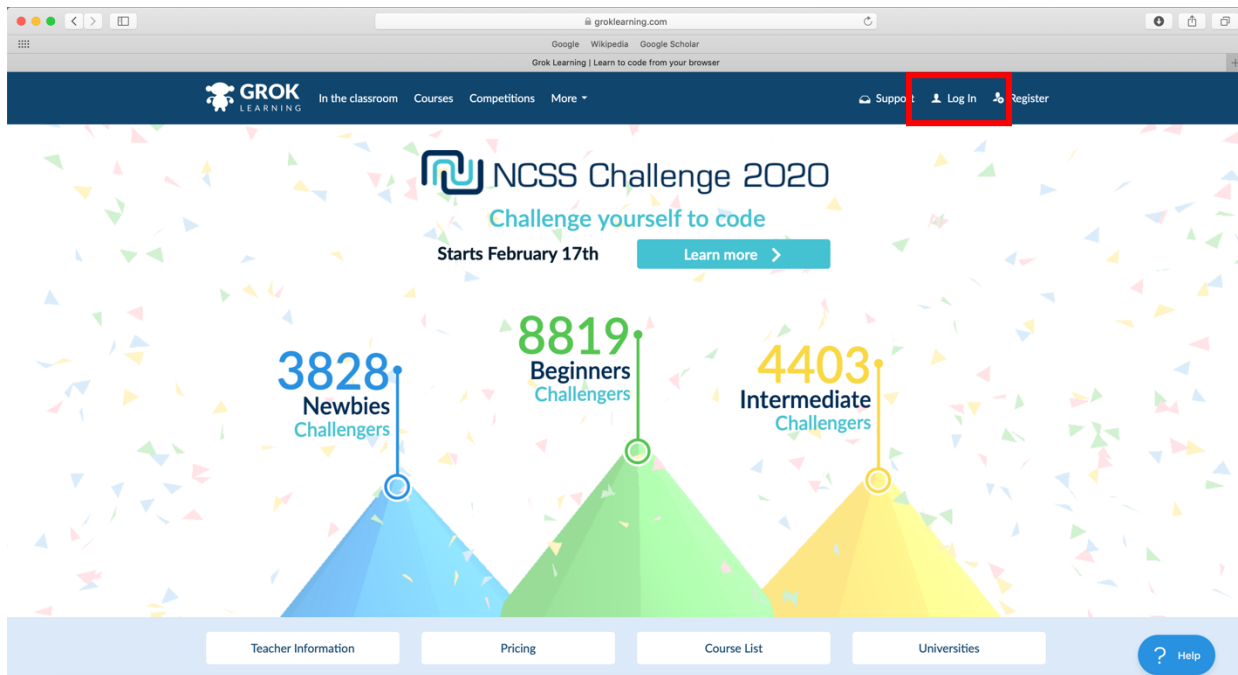 groklearning.com
Google Wikipedia Google Scholar
Grok Learning | Learn to code from your browser
GROK
LEARNING
In the classroom Courses Competitions More Support Log In Register
NCSS Challenge 2020
Challenge yourself to code
Starts February 17th Learn more
8819
Beginners
Challengers
3828
Newbies
Challengers
4403
Intermediate
Challengers
Teacher Information Pricing Course List Universities
? Help